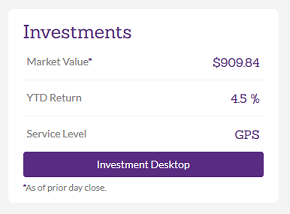 Investments
Market Value* $909.84
YTD Return 4.5 %
Service Level GPS
Investment Desktop
*As of prior day close.